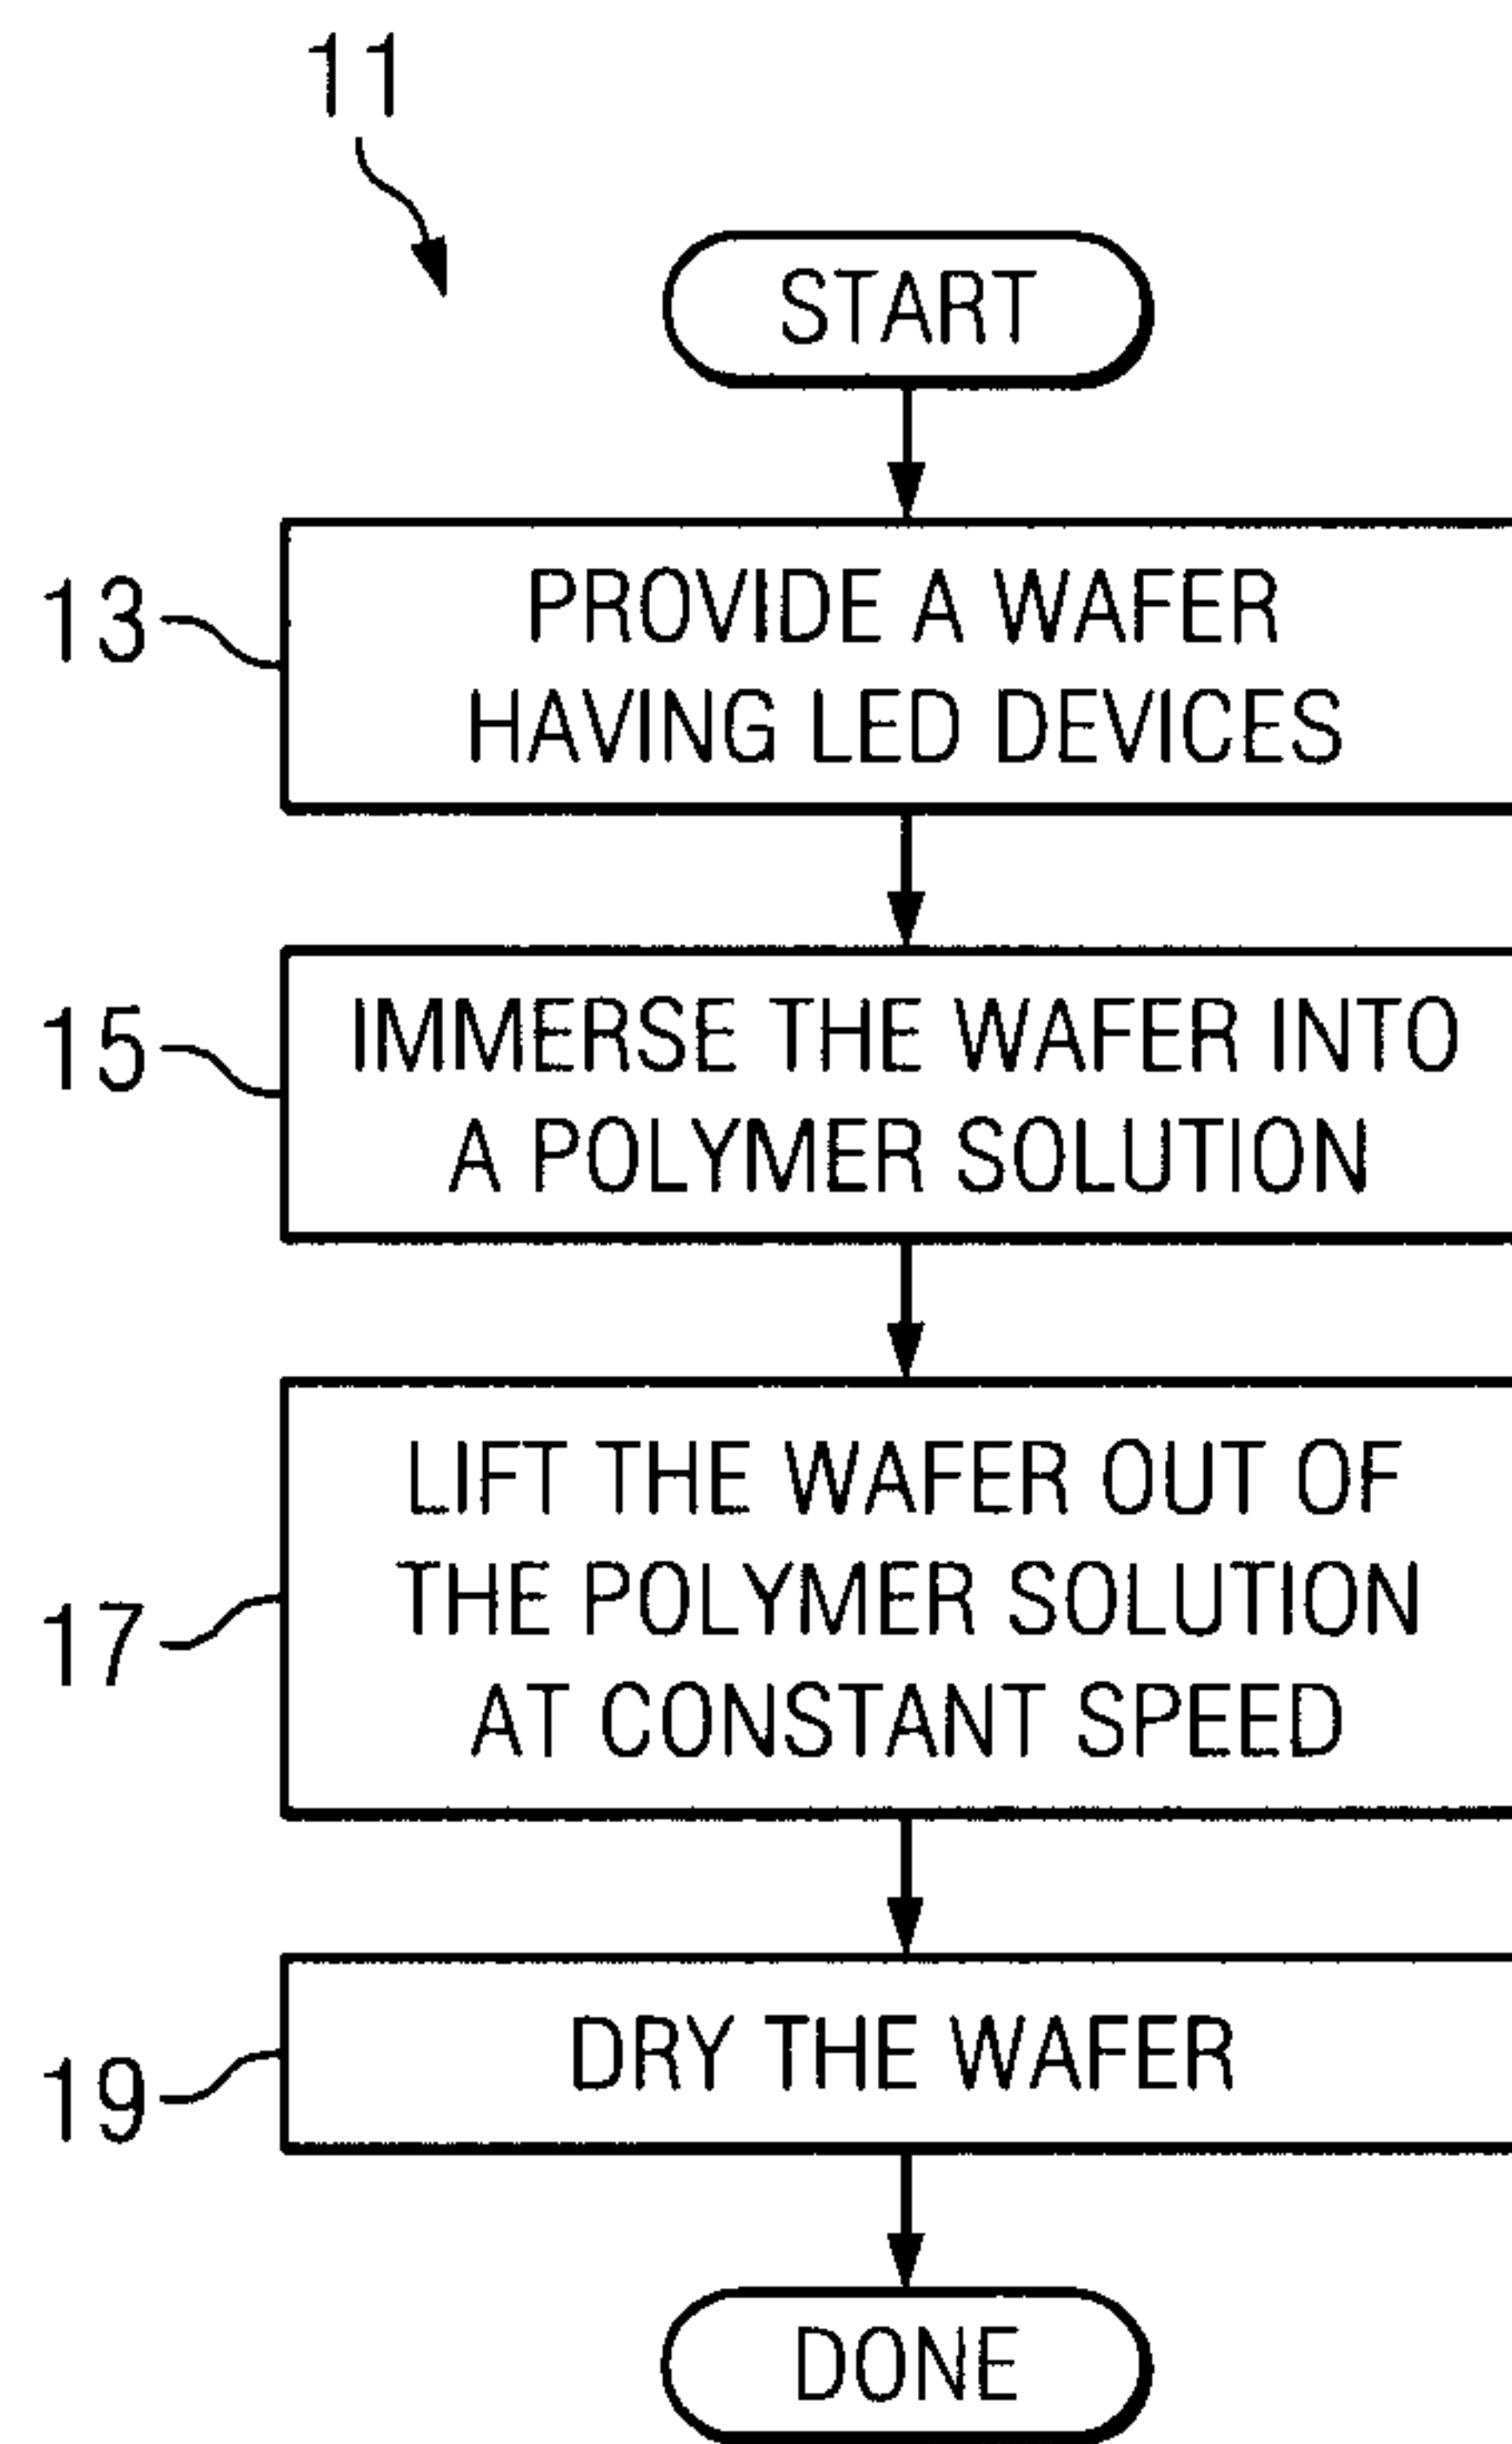 11
START
13
PROVIDE A WAFER
HAVING LED DEVICES
15
IMMERSE THE WAFER INTO
A POLYMER SOLUTION
17
LIFT THE WAFER OUT OF
THE POLYMER SOLUTION
AT CONSTANT SPEED
19
DRY THE WAFER
DONE